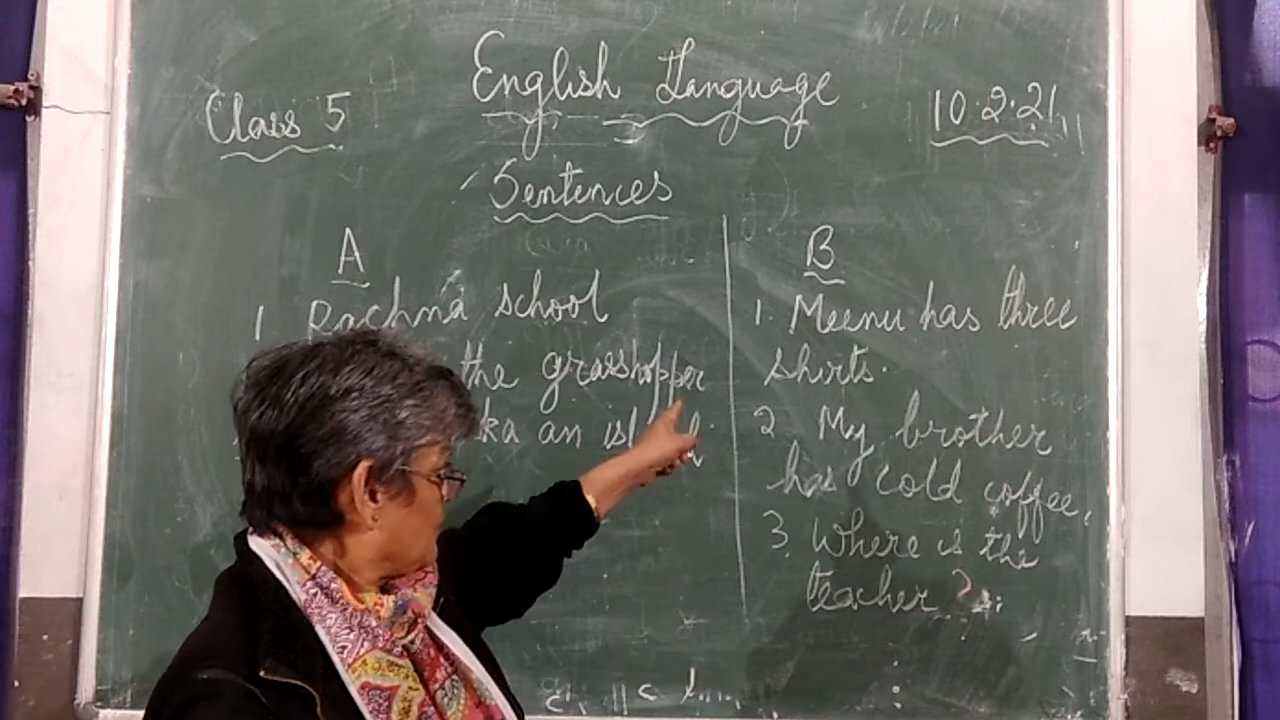 English Language
Class 5
10.2.21
Sentences
A
1 Rachna school
the grasshopper
ka an
B
1. Meenu has three
shirts.
2 My brother
has cold coffee.
3. Where is the
teacher ?